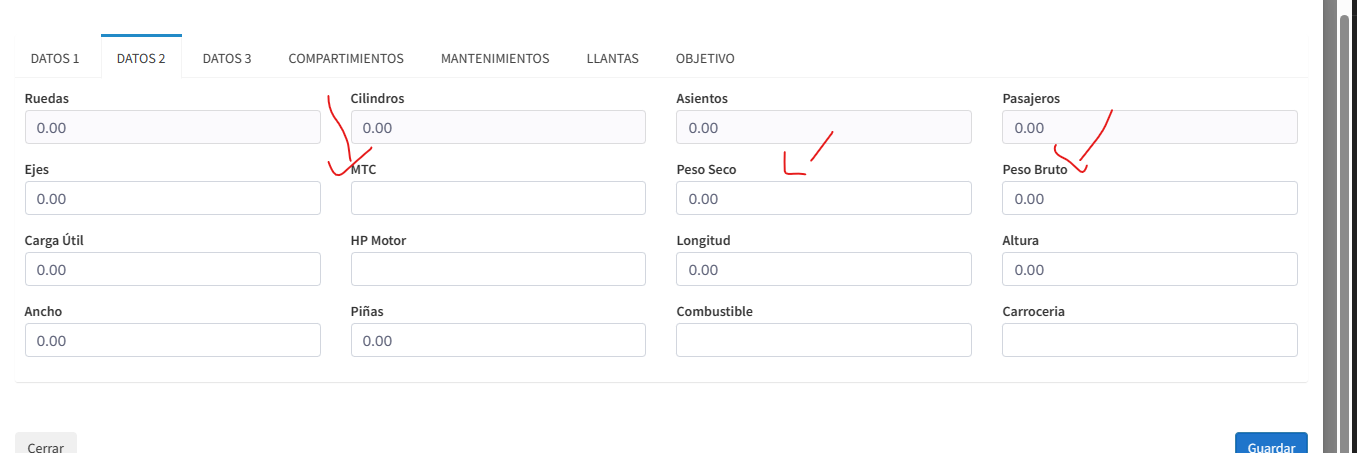 DATOS 1 DATOS 2 DATOS 3 COMPARTIMIENTOS MANTENIMIENTOS LLANTAS OBJETIVO
Ruedas Cilindros Asientos Pasajeros
0.00 0.00 0.00 0.00
Ejes MTC Peso Seco Peso Bruto
0.00 0.00 0.00
Carga Útil HP Motor Longitud Altura
0.00 0.00 0.00
Ancho Piñas Combustible Carroceria
0.00 0.00
Cerrar Guardar